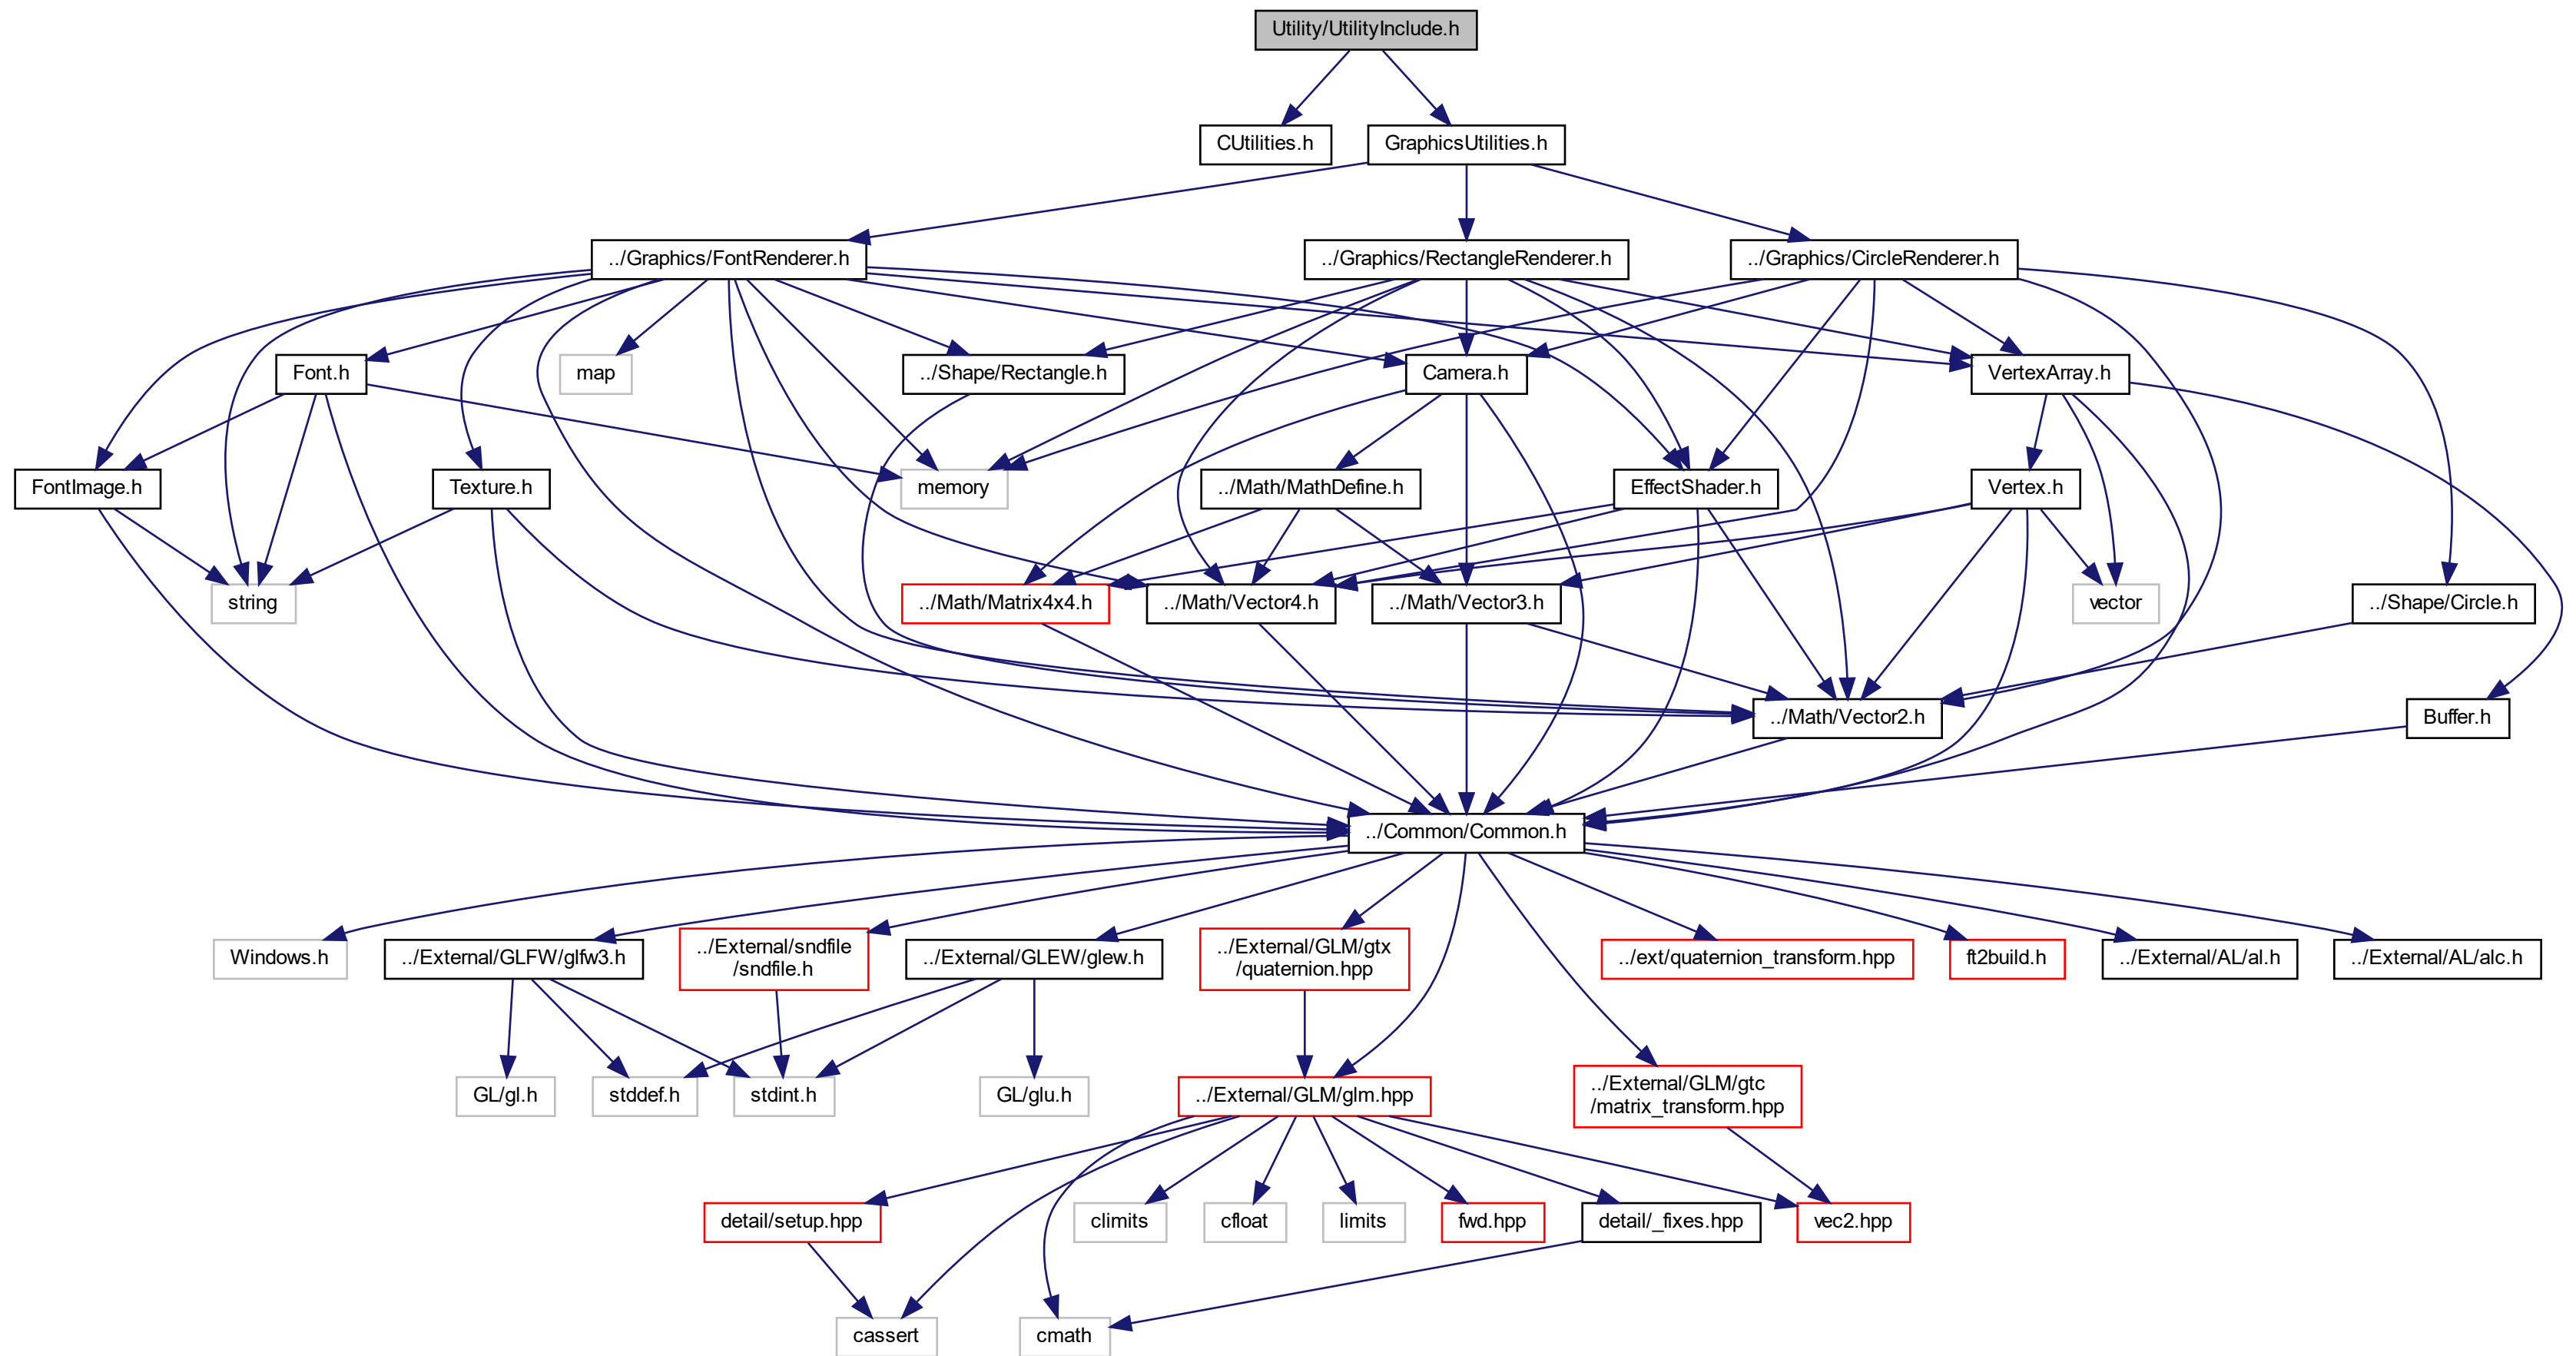 Utility/UtilityInclude.h
CUtilities.h
GraphicsUtilities.h
../Graphics/FontRenderer.h
../Graphics/RectangleRenderer.h
../Graphics/CircleRenderer.h
Font.h
map
../Shape/Rectangle.h
Camera.h
VertexArray.h
FontImage.h
Texture.h
memory
../Math/MathDefine.h
EffectShader.h
Vertex.h
string
../Math/Matrix4x4.h
../Math/Vector4.h
../Math/Vector3.h
vector
../Shape/Circle.h
../Math/Vector2.h
Buffer.h
../Common/Common.h
Windows.h
../External/GLFW/glfw3.h
../External/sndfile
/sndfile.h
../External/GLEW/glew.h
../External/GLM/gtx
/quaternion.hpp
../ext/quaternion_transform.hpp
ft2build.h
../External/AL/al.h
../External/AL/alc.h
GL/gl.h
stddef.h
stdint.h
GL/glu.h
../External/GLM/glm.hpp
../External/GLM/gtc
/matrix_transform.hpp
detail/setup.hpp
climits
cfloat
limits
fwd.hpp
detail/_fixes.hpp
vec2.hpp
cassert
cmath